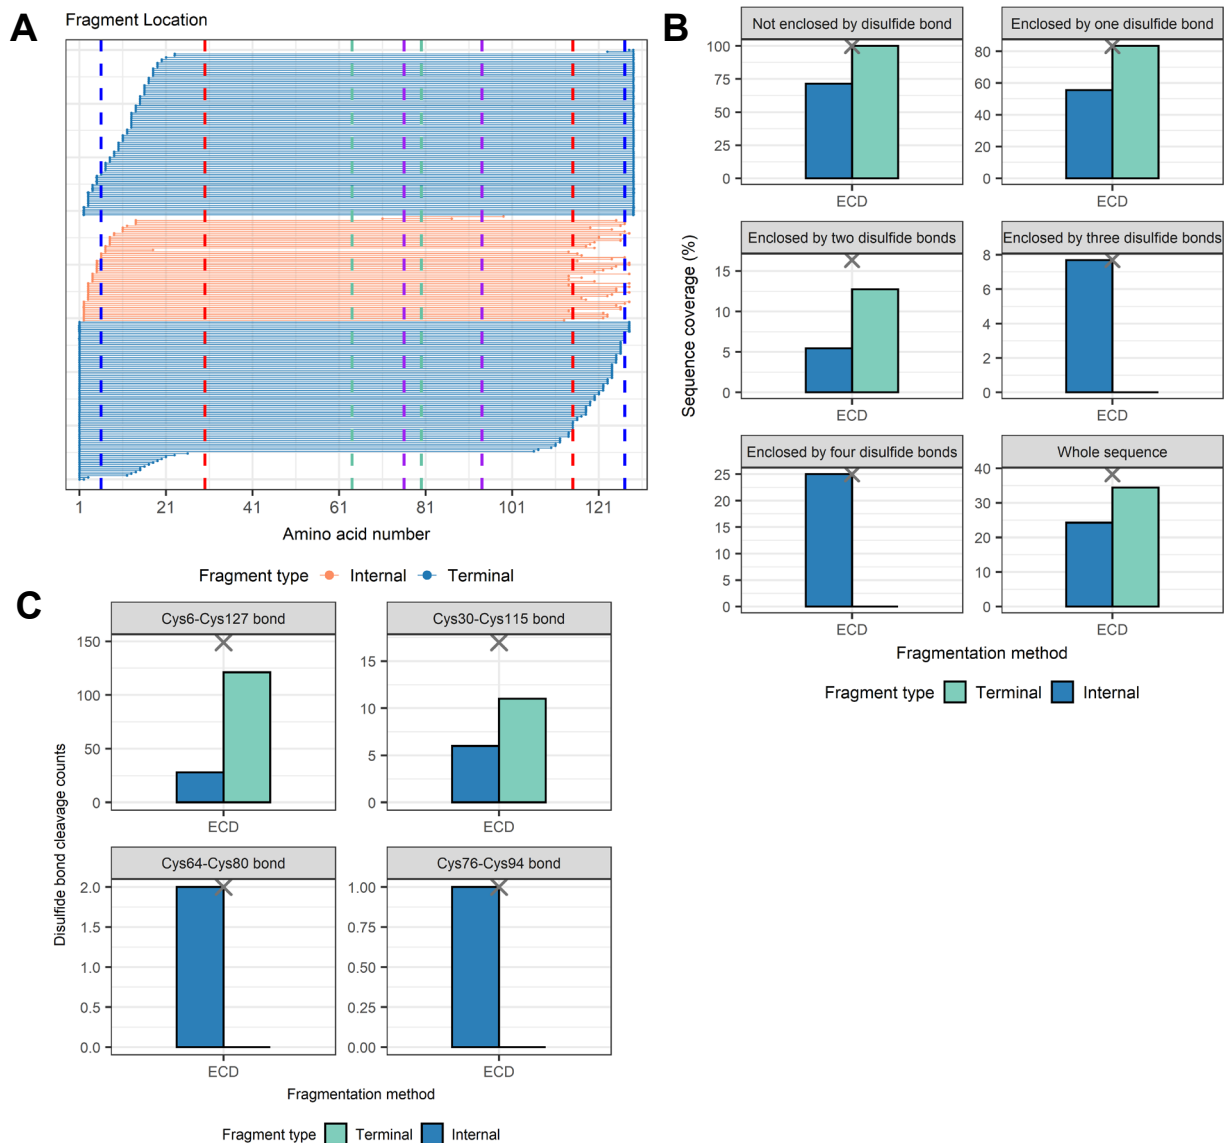 A
Fragment Location
1 21 41 61 81 101 121
Amino acid number
Fragment type Internal Terminal
B
Not enclosed by disulfide bond
100
75
50
25
0
ECD
Enclosed by one disulfide bond
80
60
40
20
0
ECD
Enclosed by two disulfide bonds
15
10
5
0
ECD
Enclosed by three disulfide bonds
8
6
4
2
0
ECD
Enclosed by four disulfide bonds
25
20
15
10
5
0
ECD
Whole sequence
40
30
20
10
0
ECD
Sequence coverage (%)
Fragmentation method
Fragment type Terminal Internal
C
Cys6-Cys127 bond
150
100
50
0
ECD
Cys30-Cys115 bond
15
10
5
0
ECD
Cys64-Cys80 bond
2.0
1.5
1.0
0.5
0.0
ECD
Cys76-Cys94 bond
1.00
0.75
0.50
0.25
0.00
ECD
Disulfide bond cleavage counts
Fragmentation method
Fragment type Terminal Internal